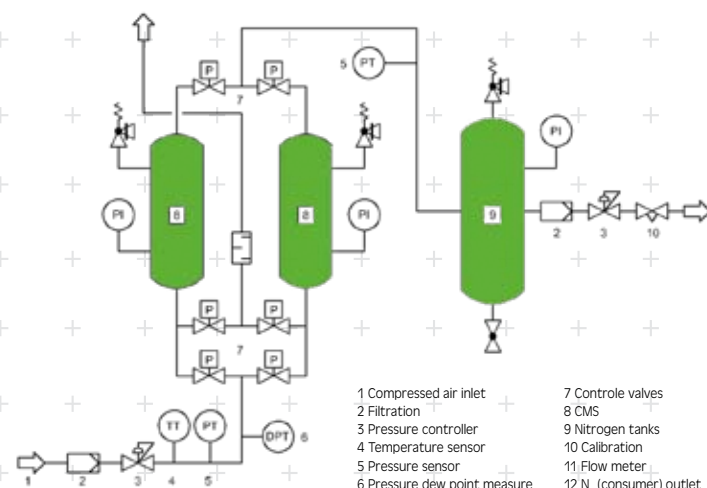 P P
7
5 PT
PI
PI 8 8 PI
9
2 3 10
P P
7
P P
TT PT DPT 6
1 2 3 4 5
1 Compressed air inlet
2 Filtration
3 Pressure controller
4 Temperature sensor
5 Pressure sensor
6 Pressure dew point measure
7 Controle valves
8 CMS
9 Nitrogen tanks
10 Calibration
11 Flow meter
12 N (consumer) outlet